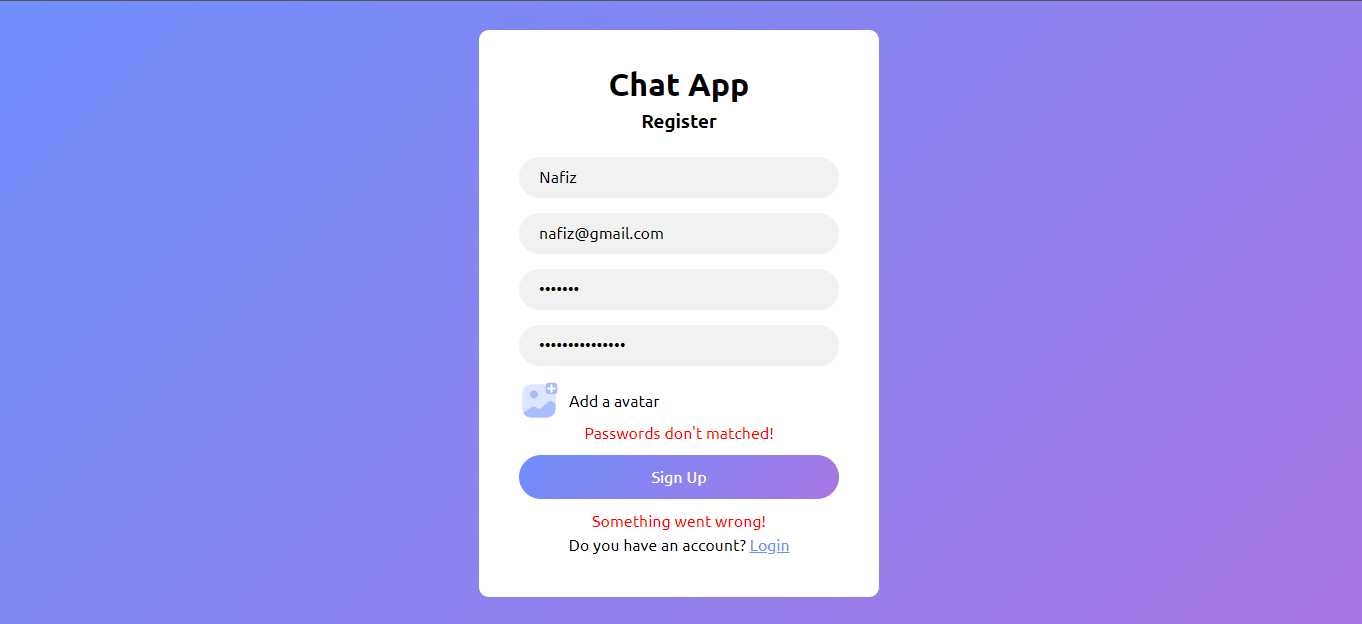 Chat App
Register
Nafiz
nafiz@gmail.com
•••••••
•••••••••••••••
Add a avatar
Passwords don't matched!
Sign Up
Something went wrong!
Do you have an account? Login